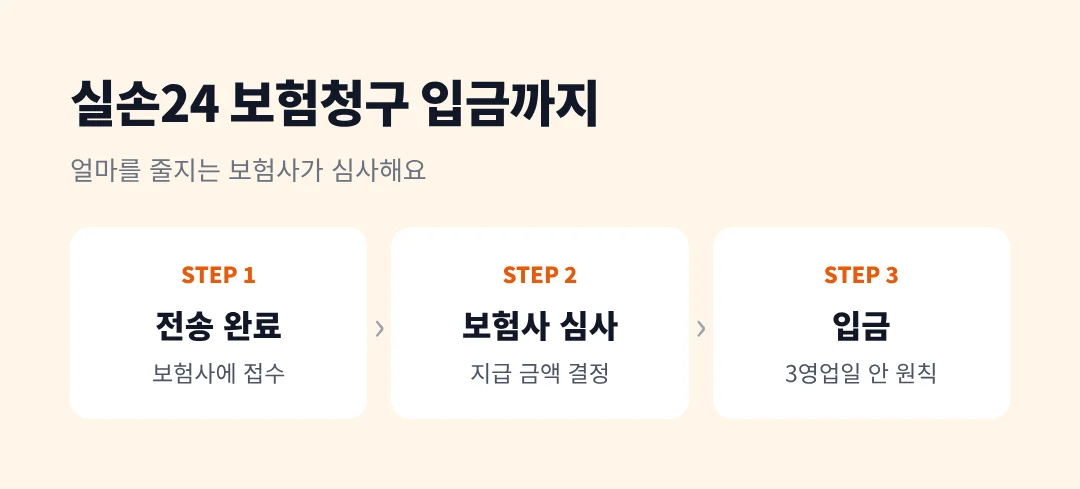 실손24 보험청구 입금까지
얼마를 줄지는 보험사가 심사해요
STEP 1
전송 완료
보험사에 접수
›
STEP 2
보험사 심사
지급 금액 결정
›
STEP 3
입금
3영업일 안 원칙